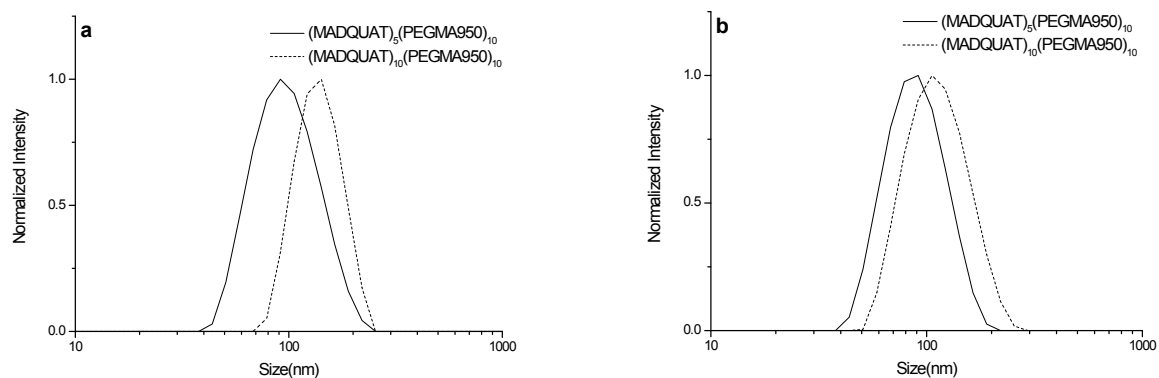 a
(MADQUAT)₅(PEGMA950)₁₀
(MADQUAT)₁₀(PEGMA950)₁₀
1.0
0.5
0.0
Normalized Intensity
10
100
1000
Size(nm)
b
(MADQUAT)₅(PEGMA950)₁₀
(MADQUAT)₁₀(PEGMA950)₁₀
1.0
0.5
0.0
Normalized Intensity
10
100
1000
Size(nm)